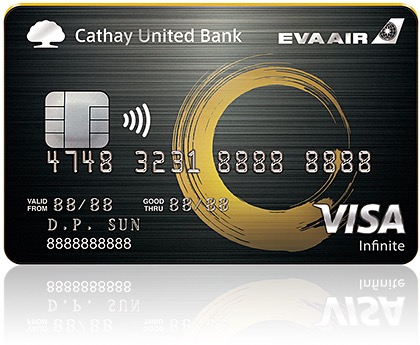 Cathay United Bank EVA AIR
4748 3231 8888 8888
VALID FROM 88/88 GOOD THRU 88/88
D.P. SUN
8888888888
VISA
Infinite